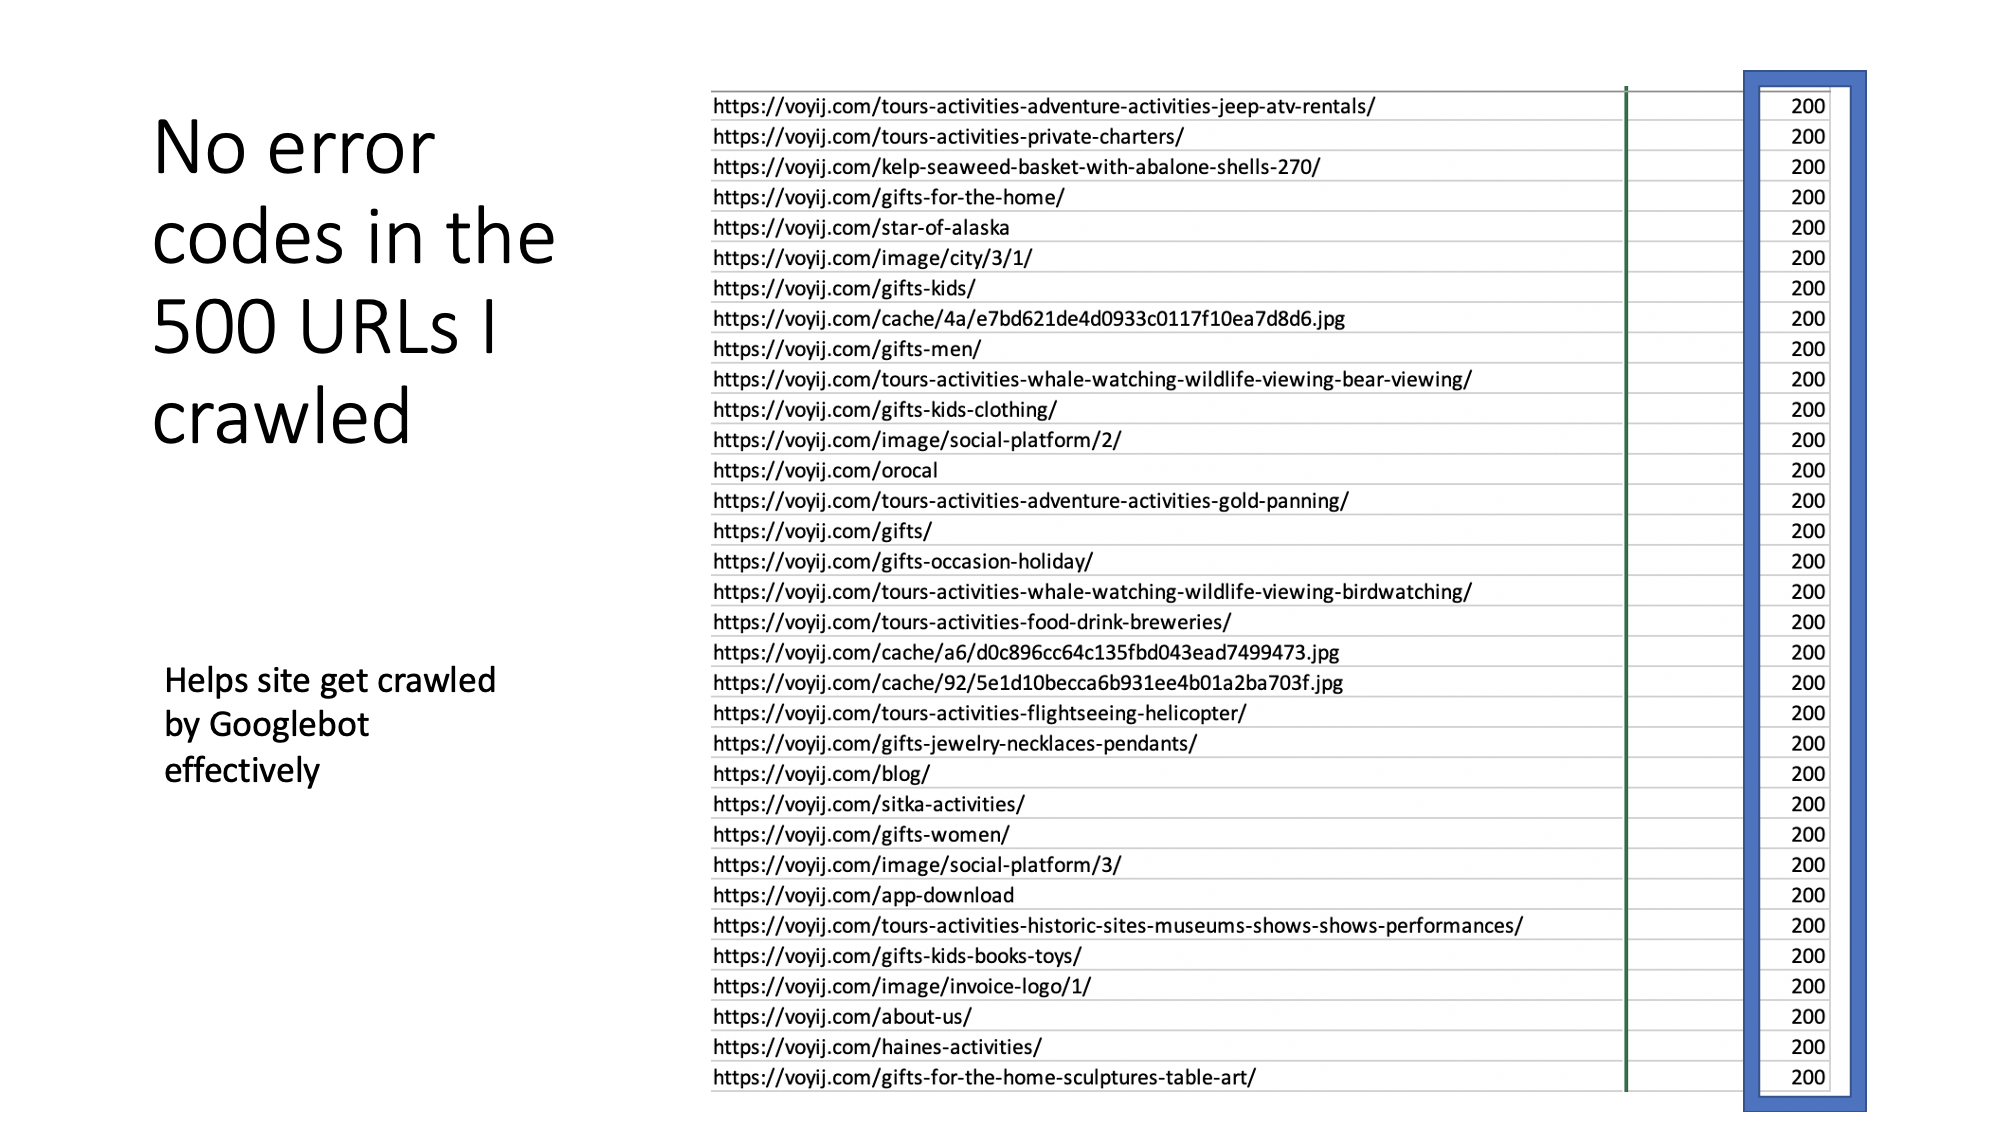 No error
codes in the
500 URLs I
crawled
Helps site get crawled
by Googlebot
effectively
https://voyij.com/tours-activities-adventure-activities-jeep-atv-rentals/ 200
https://voyij.com/tours-activities-private-charters/ 200
https://voyij.com/kelp-seaweed-basket-with-abalone-shells-270/ 200
https://voyij.com/gifts-for-the-home/ 200
https://voyij.com/star-of-alaska 200
https://voyij.com/image/city/3/1/ 200
https://voyij.com/gifts-kids/ 200
https://voyij.com/cache/4a/e7bd621de4d0933c0117f10ea7d8d6.jpg 200
https://voyij.com/gifts-men/ 200
https://voyij.com/tours-activities-whale-watching-wildlife-viewing-bear-viewing/ 200
https://voyij.com/gifts-kids-clothing/ 200
https://voyij.com/image/social-platform/2/ 200
https://voyij.com/orocal 200
https://voyij.com/tours-activities-adventure-activities-gold-panning/ 200
https://voyij.com/gifts/ 200
https://voyij.com/gifts-occasion-holiday/ 200
https://voyij.com/tours-activities-whale-watching-wildlife-viewing-birdwatching/ 200
https://voyij.com/tours-activities-food-drink-breweries/ 200
https://voyij.com/cache/a6/d0c896cc64c135fbd043ead7499473.jpg 200
https://voyij.com/cache/92/5e1d10becca6b931ee4b01a2ba703f.jpg 200
https://voyij.com/tours-activities-flightseeing-helicopter/ 200
https://voyij.com/gifts-jewelry-necklaces-pendants/ 200
https://voyij.com/blog/ 200
https://voyij.com/sitka-activities/ 200
https://voyij.com/gifts-women/ 200
https://voyij.com/image/social-platform/3/ 200
https://voyij.com/app-download 200
https://voyij.com/tours-activities-historic-sites-museums-shows-shows-performances/ 200
https://voyij.com/gifts-kids-books-toys/ 200
https://voyij.com/image/invoice-logo/1/ 200
https://voyij.com/about-us/ 200
https://voyij.com/haines-activities/ 200
https://voyij.com/gifts-for-the-home-sculptures-table-art/ 200